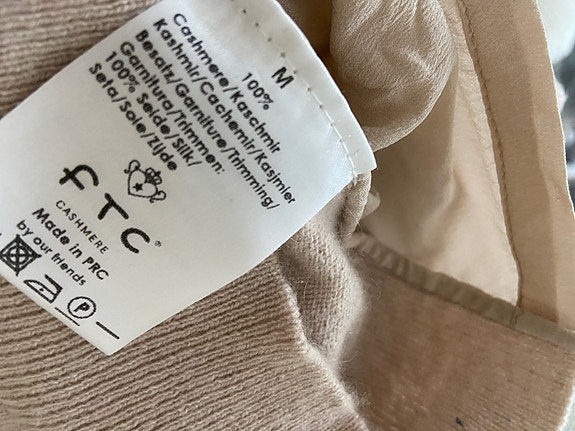 M
100%
Cashmere/Kaschmir
Kashmir/Cachemir/Kasjmier
Besatz/Garniture/Trimming/
Garnitura/Trimmen:
100% Seide/Silk/
Seta/Soie/Zijde
FTC
CASHMERE
Made in PRC
by our friends
P